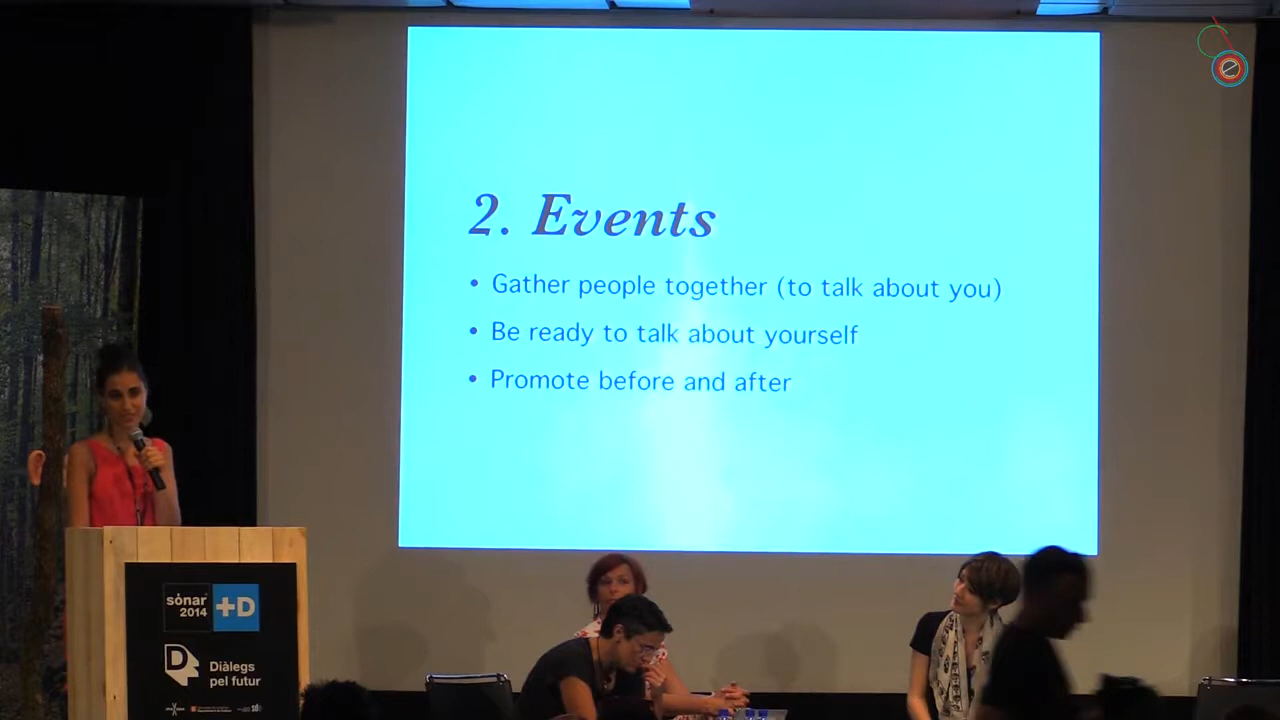 2. Events
• Gather people together (to talk about you)
• Be ready to talk about yourself
• Promote before and after
sónar
2014
+D
D
Diàlegs
pel futur